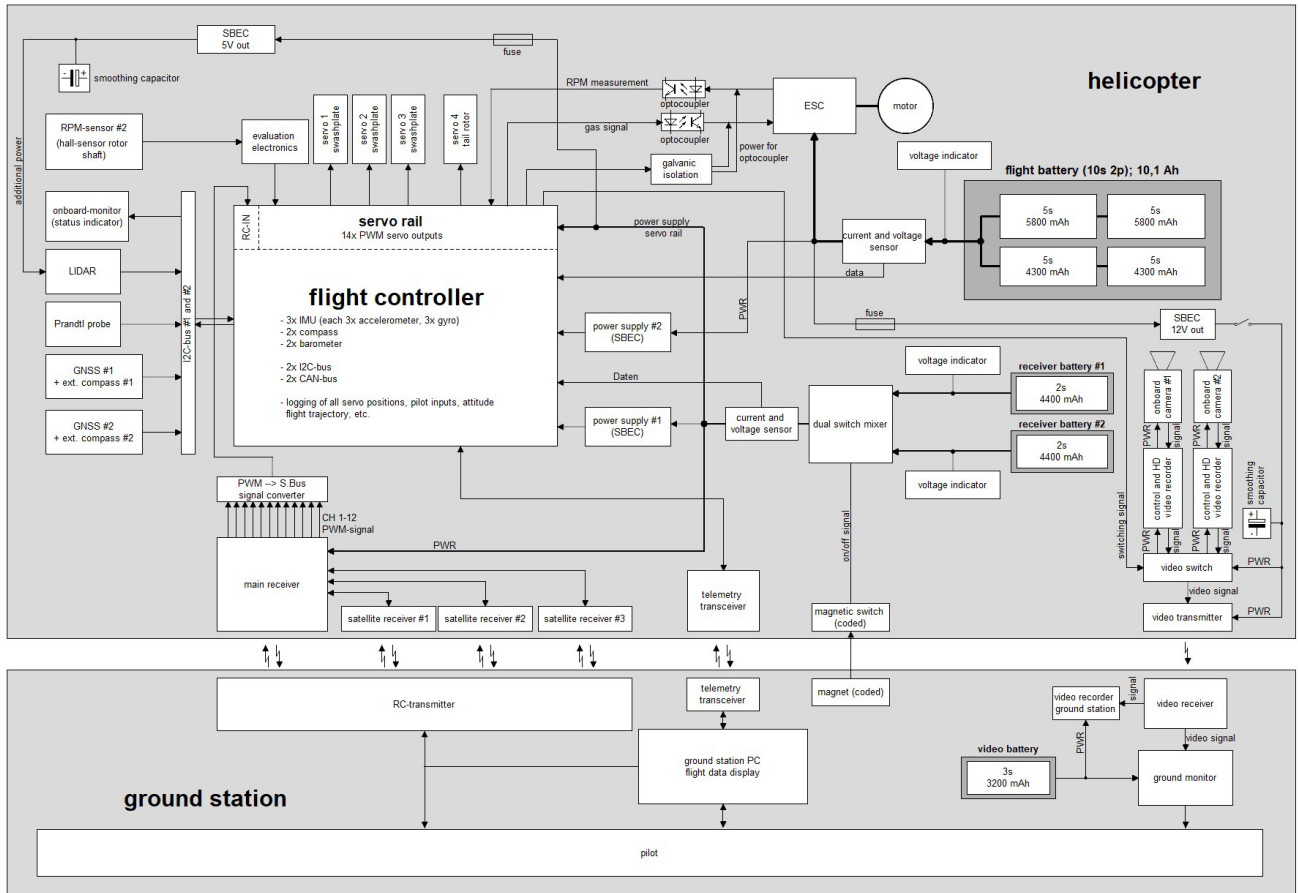 helicopter
SBEC
5V out
fuse
- +
smoothing capacitor
RPM measurement
optocoupler
gas signal
optocoupler
ESC
motor
power for
optocoupler
galvanic
isolation
voltage indicator
flight battery (10s 2p); 10,1 Ah
5s
5800 mAh
5s
5800 mAh
5s
4300 mAh
5s
4300 mAh
additional power
RPM-sensor #2
(hall-sensor rotor
shaft)
evaluation
electronics
servo 1
swashplate
servo 2
swashplate
servo 3
swashplate
servo 4
tail rotor
onboard-monitor
(status indicator)
LIDAR
Prandtl probe
GNSS #1
+ ext. compass #1
GNSS #2
+ ext. compass #2
I2C-bus #1 and #2
RC-IN
servo rail
14x PWM servo outputs
power supply
servo rail
current and voltage
sensor
data
flight controller
- 3x IMU (each 3x accelerometer, 3x gyro)
- 2x compass
- 2x barometer
- 2x I2C-bus
- 2x CAN-bus
- logging of all servo positions, pilot inputs, attitude
flight trajectory, etc.
power supply #2
(SBEC)
PWR
fuse
SBEC
12V out
Daten
power supply #1
(SBEC)
current and
voltage sensor
dual switch mixer
voltage indicator
receiver battery #1
2s
4400 mAh
receiver battery #2
2s
4400 mAh
voltage indicator
onboard
camera #1
onboard
camera #2
PWR
signal
PWR
signal
control and HD
video recorder
control and HD
video recorder
smoothing
capacitor
+
-
PWR
signal
PWR
signal
switching signal
video switch
PWR
video signal
video transmitter
PWR
PWM --> S.Bus
signal converter
CH 1-12
PWM-signal
PWR
main receiver
satellite receiver #1
satellite receiver #2
satellite receiver #3
telemetry
transceiver
on/off signal
magnetic switch
(coded)
ground station
RC-transmitter
telemetry
transceiver
magnet (coded)
ground station PC
flight data display
video recorder
ground station
signal
video receiver
video signal
PWR
video battery
3s
3200 mAh
ground monitor
pilot